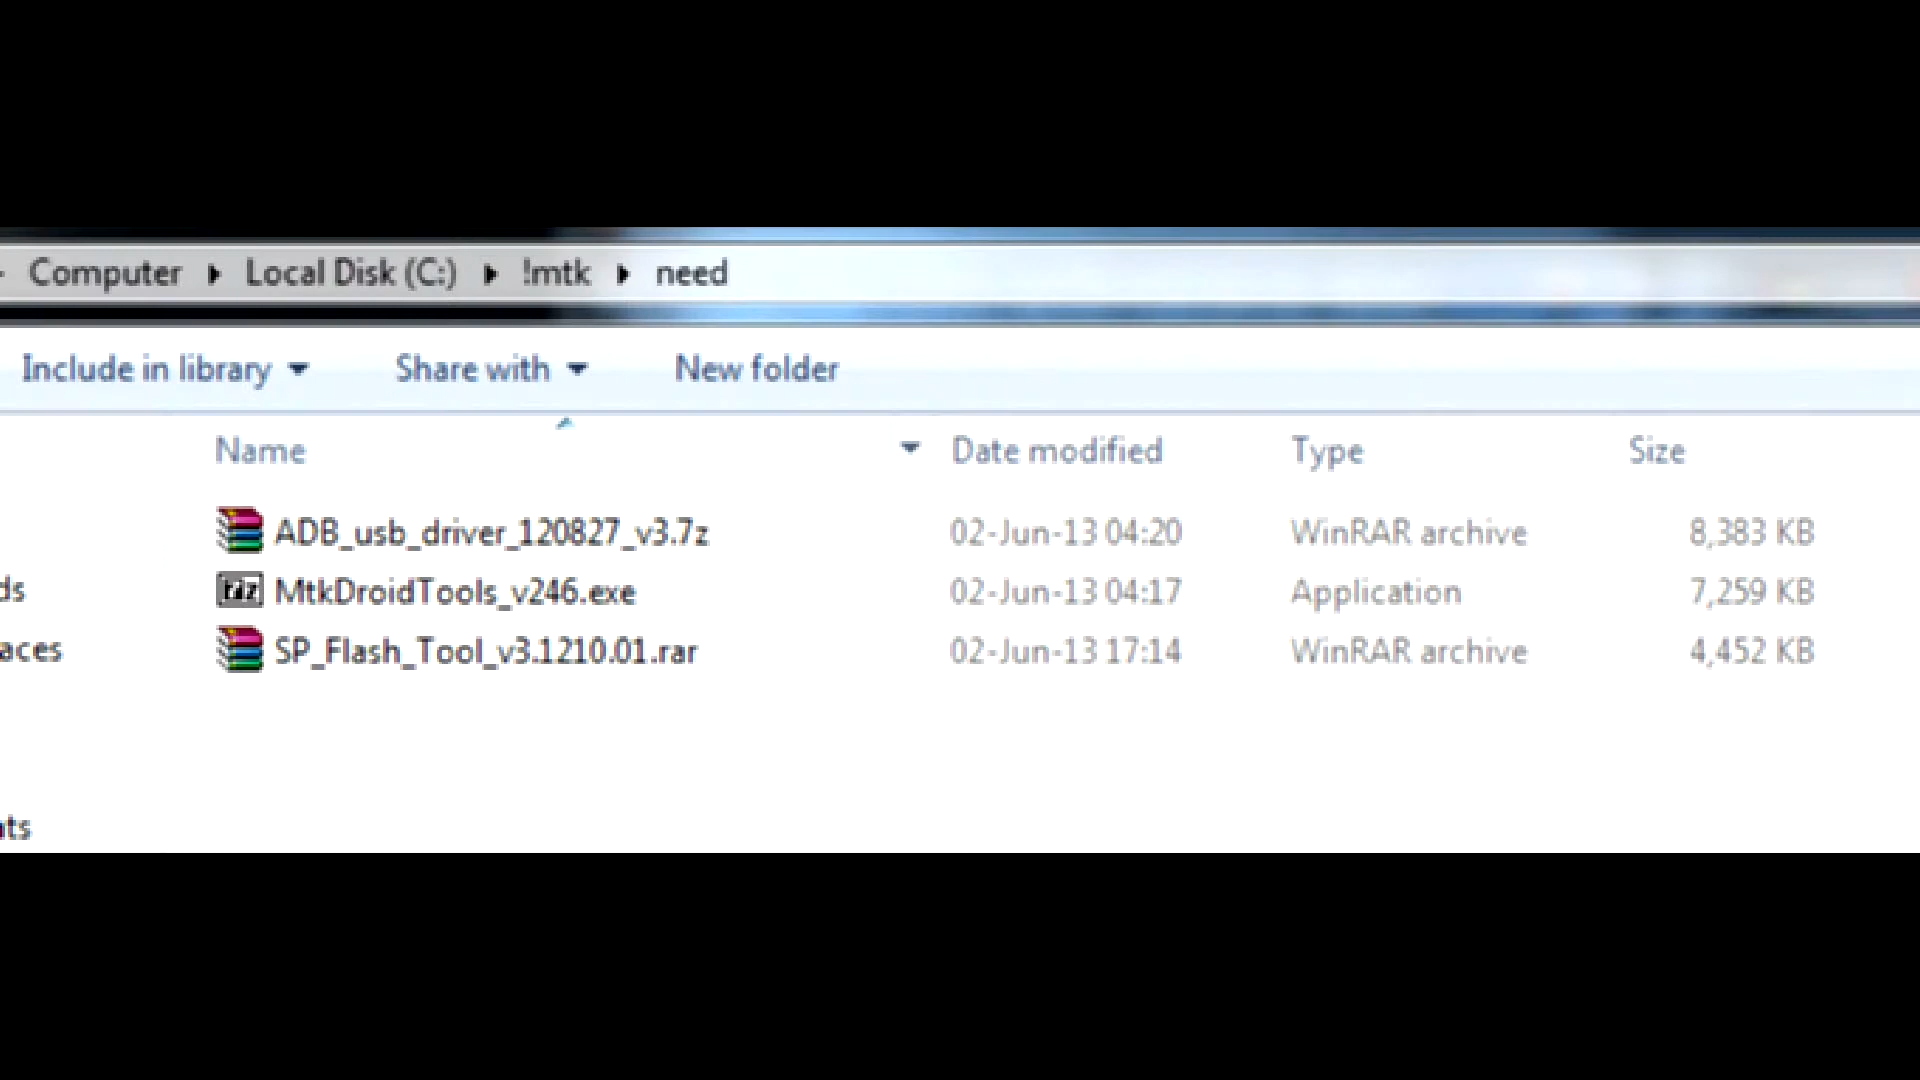 Computer Local Disk (C:) !mtk need
Include in library Share with New folder
Name Date modified Type Size
ADB_usb_driver_120827_v3.7z 02-Jun-13 04:20 WinRAR archive 8,383 KB
ds MtkDroidTools_v246.exe 02-Jun-13 04:17 Application 7,259 KB
aces SP_Flash_Tool_v3.1210.01.rar 02-Jun-13 17:14 WinRAR archive 4,452 KB
nts